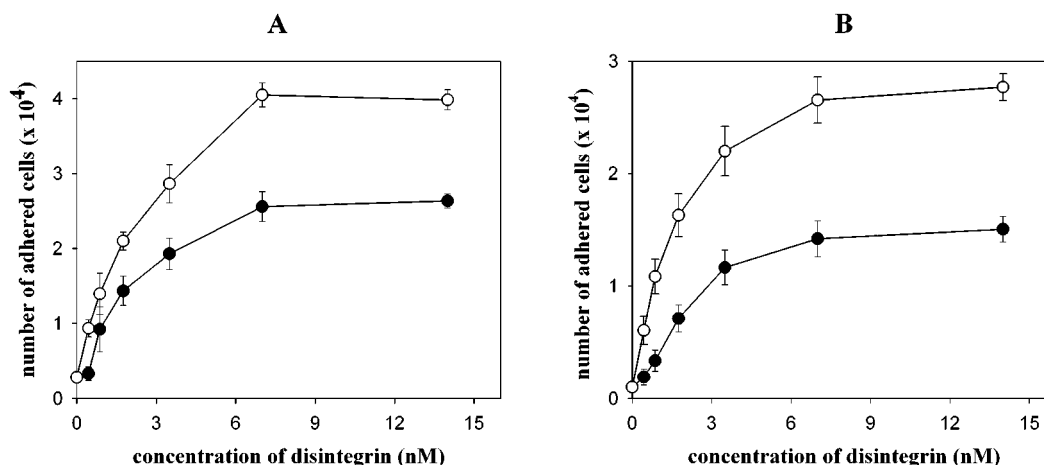 A
number of adhered cells (x 10⁴)
4
3
2
1
0
0 3 6 9 12 15
concentration of disintegrin (nM)
B
number of adhered cells (x 10⁴)
3
2
1
0
0 3 6 9 12 15
concentration of disintegrin (nM)